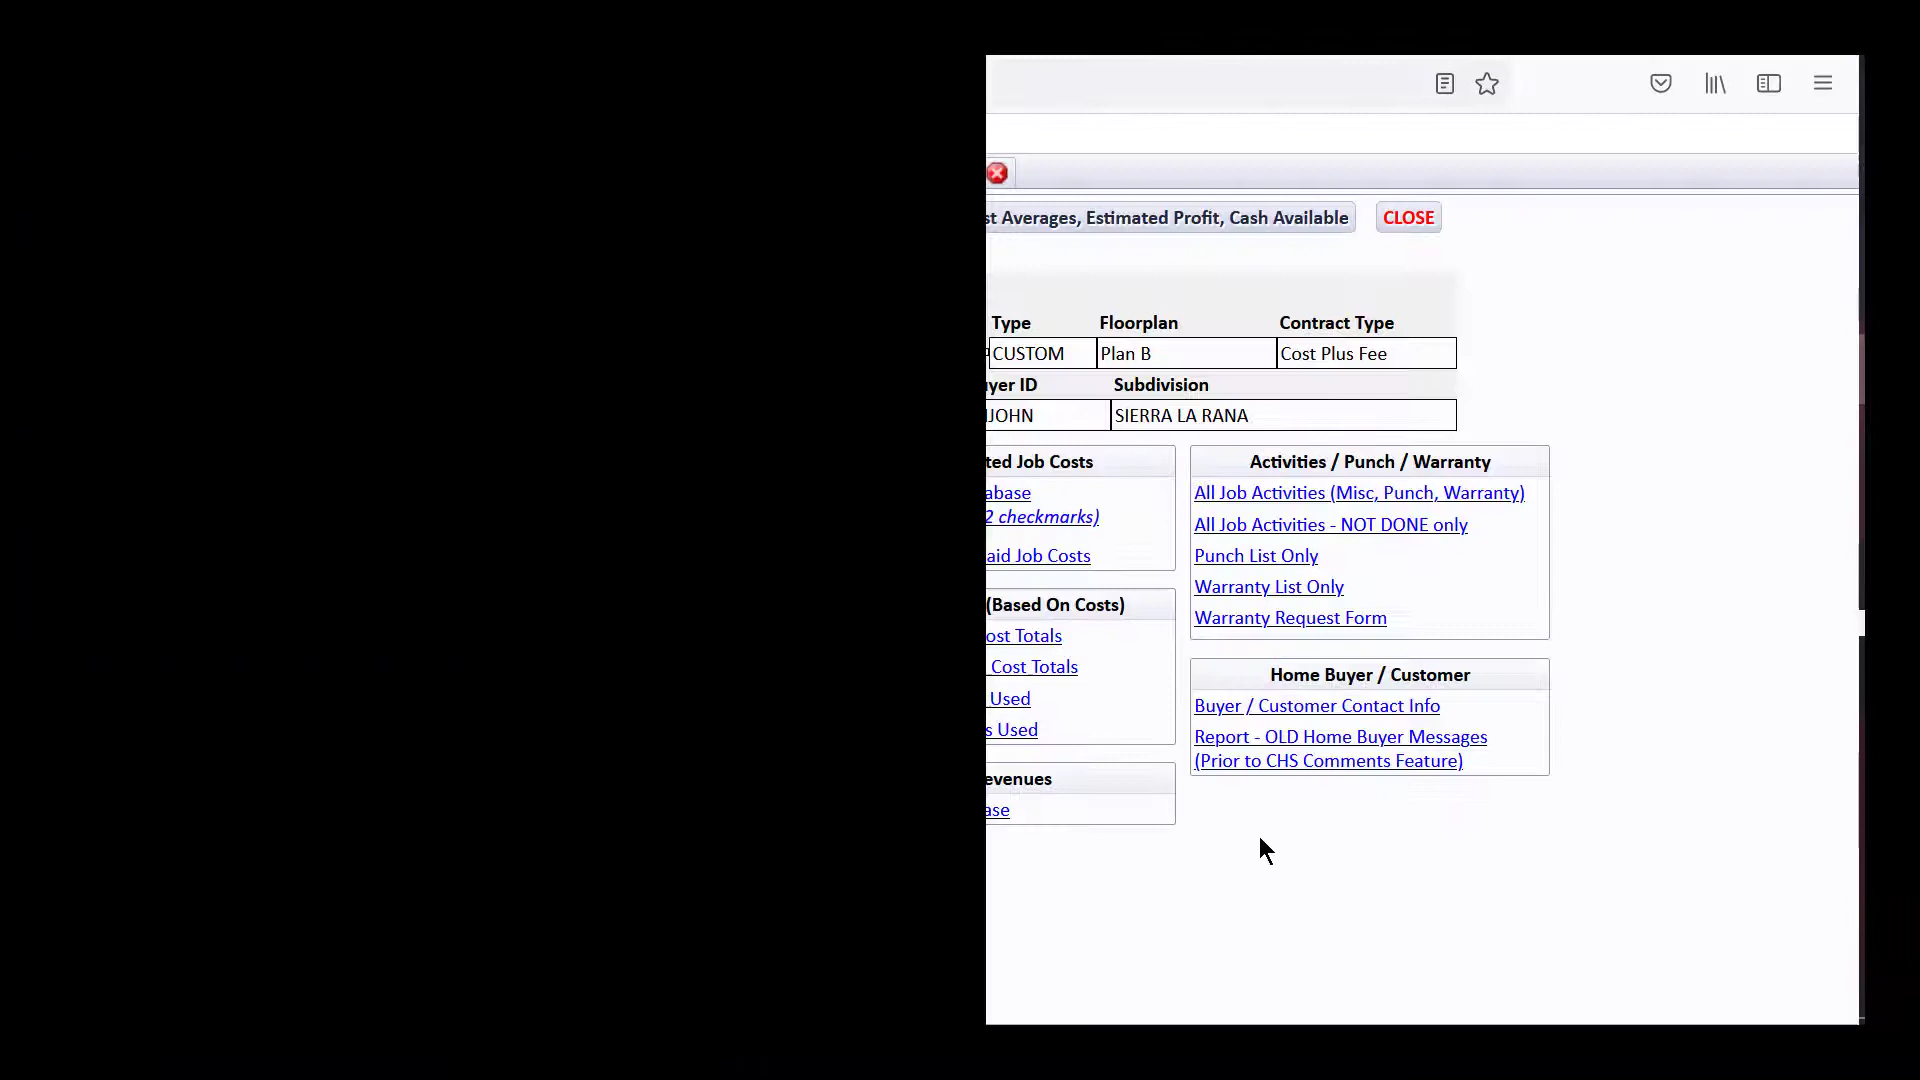 st Averages, Estimated Profit, Cash Available CLOSE
Type Floorplan Contract Type
CUSTOM Plan B Cost Plus Fee
yer ID Subdivision
JOHN SIERRA LA RANA
ted Job Costs
abase
2 checkmarks)
aid Job Costs
(Based On Costs)
ost Totals
Cost Totals
Used
s Used
evenues
ase
Activities / Punch / Warranty
All Job Activities (Misc, Punch, Warranty)
All Job Activities - NOT DONE only
Punch List Only
Warranty List Only
Warranty Request Form
Home Buyer / Customer
Buyer / Customer Contact Info
Report - OLD Home Buyer Messages
(Prior to CHS Comments Feature)